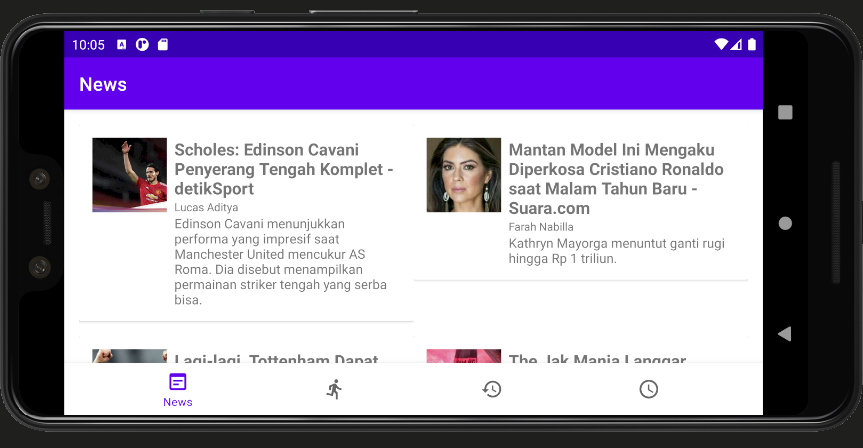 10:05
News
Scholes: Edinson Cavani
Penyerang Tengah Komplet -
detikSport
Lucas Aditya
Edinson Cavani menunjukkan
performa yang impresif saat
Manchester United mencukur AS
Roma. Dia disebut menampilkan
permainan striker tengah yang serba
bisa.
Mantan Model Ini Mengaku
Diperkosa Cristiano Ronaldo
saat Malam Tahun Baru -
Suara.com
Farah Nabilla
Kathryn Mayorga menuntut ganti rugi
hingga Rp 1 triliun.
Lagi-lagi, Tottenham Dapat
The Jak Mania Langgar
News